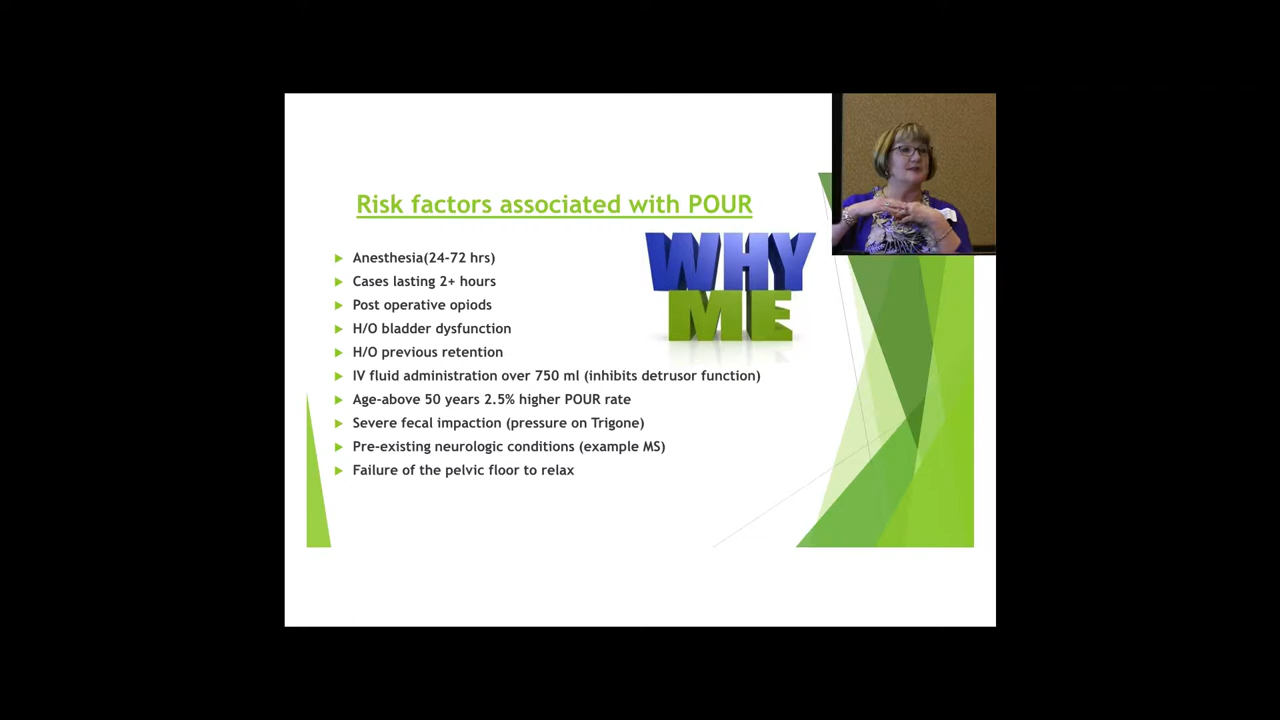 Risk factors associated with POUR
WHY
ME
Anesthesia(24-72 hrs)
Cases lasting 2+ hours
Post operative opiods
H/O bladder dysfunction
H/O previous retention
IV fluid administration over 750 ml (inhibits detrusor function)
Age-above 50 years 2.5% higher POUR rate
Severe fecal impaction (pressure on Trigone)
Pre-existing neurologic conditions (example MS)
Failure of the pelvic floor to relax